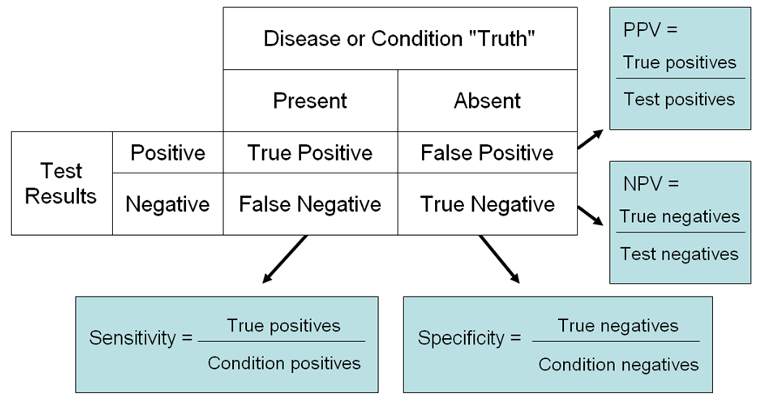 Disease or Condition "Truth"
Present
Absent
Test
Results
Positive
True Positive
False Positive
Negative
False Negative
True Negative
PPV =
True positives
Test positives
NPV =
True negatives
Test negatives
Sensitivity =
True positives
Condition positives
Specificity =
True negatives
Condition negatives